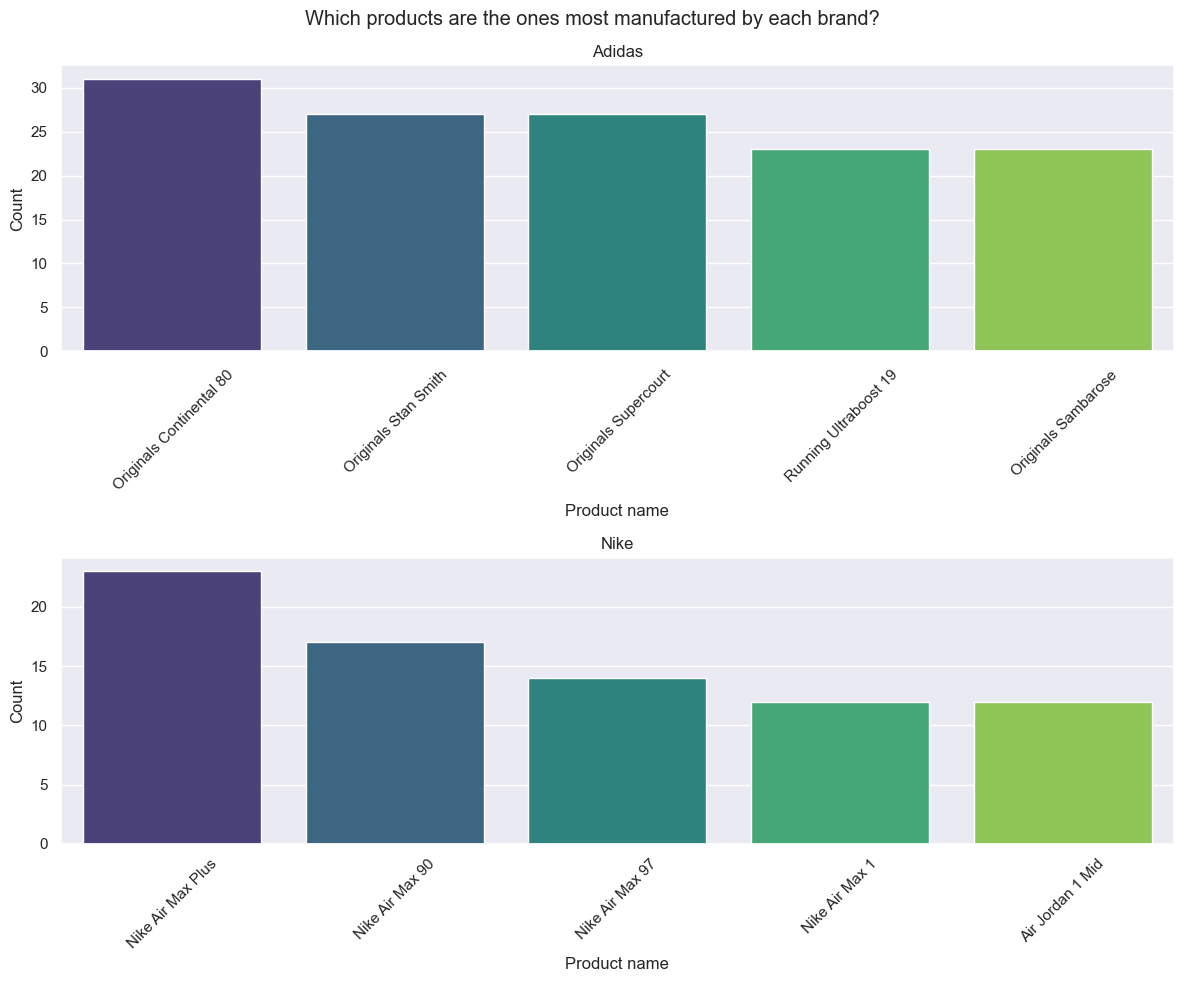 Which products are the ones most manufactured by each brand?
Adidas
30
25
20
15
10
5
0
Count
Originals Continental 80
Originals Stan Smith
Originals Supercourt
Running Ultraboost 19
Originals Sambarose
Product name
Nike
20
15
10
5
0
Count
Nike Air Max Plus
Nike Air Max 90
Nike Air Max 97
Nike Air Max 1
Air Jordan 1 Mid
Product name